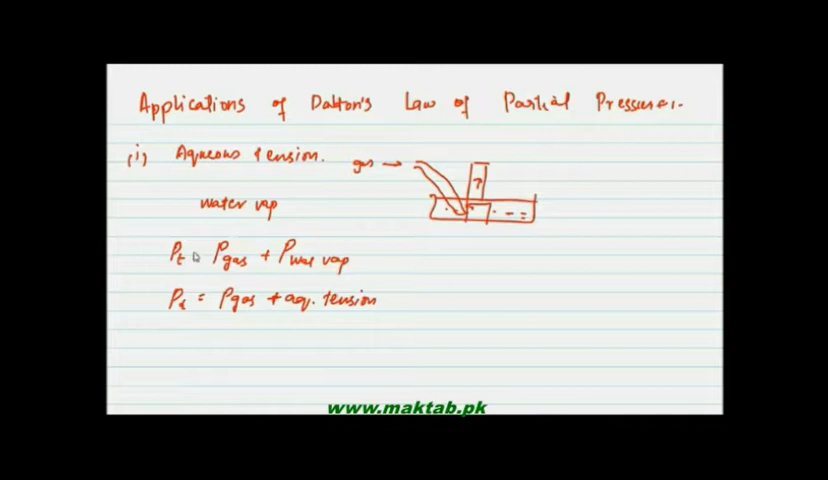 Applications of Dalton's Law of Partial Pressures.
(i) Aqueous tension. gas →
water vap
Pt = Pgas + Pwat vap
Pt = Pgas + aq. tension
www.maktab.pk